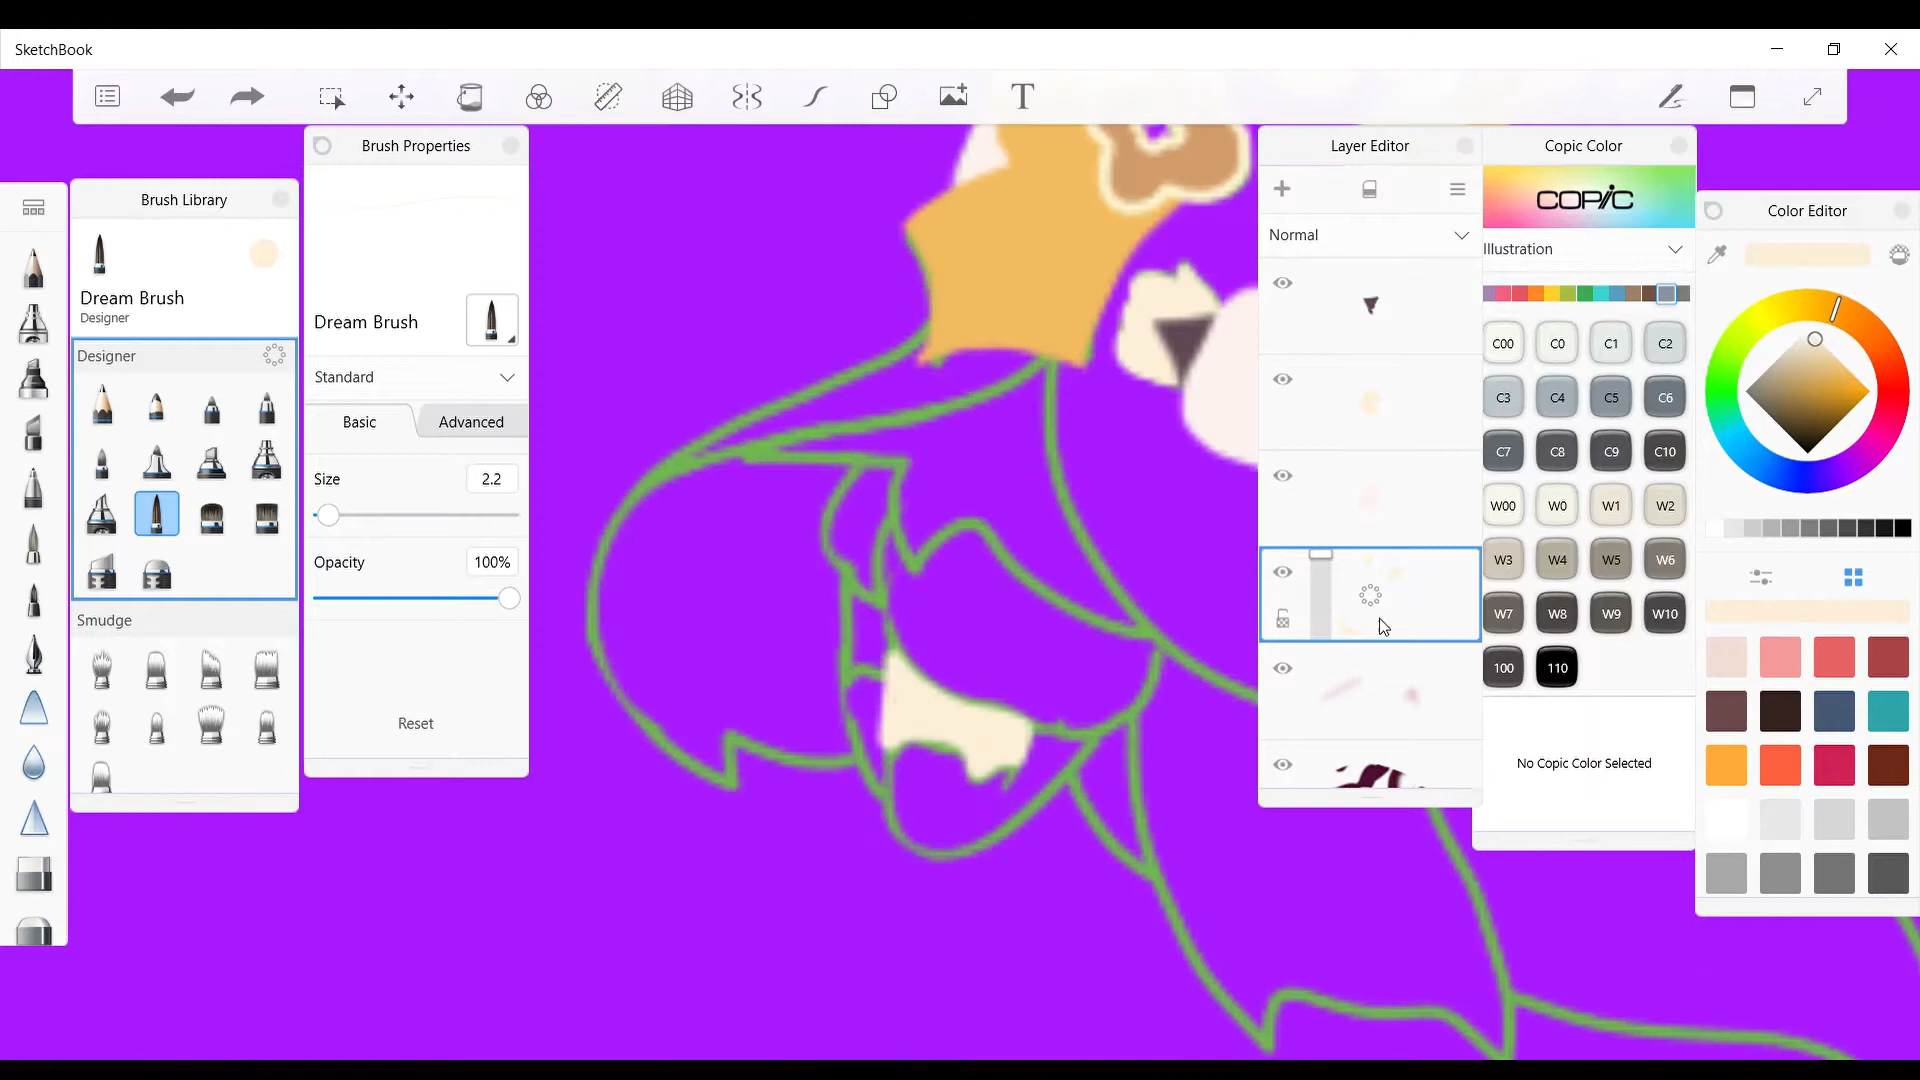 SketchBook
T
Brush Properties
Layer Editor
Copic Color
Brush Library
COPIC
Color Editor
Normal
Illustration
Dream Brush
Designer
Dream Brush
C00 C0 C1 C2
Designer
Standard
C3 C4 C5 C6
Basic
Advanced
C7 C8 C9 C10
Size
2.2
W00 W0 W1 W2
Opacity
100%
W3 W4 W5 W6
Smudge
W7 W8 W9 W10
100 110
Reset
No Copic Color Selected